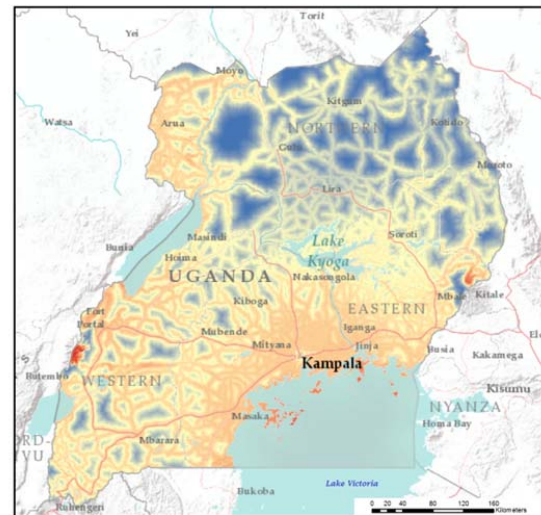 Torit
Yei
Moyo
Kitgum
Watsa
Arua
NORTHERN
Kotido
Gulu
Moroto
Lira
Bunia
Masindi
Soroti
Hoima
Lake
Kyoga
UGANDA
Nakasongola
Kiboga
EASTERN
Mbale
Kitale
Fort
Portal
Mubende
Mityana
Iganga
Jinja
Busia
Kampala
Kakamega
Butembo
WESTERN
Kisumu
NYANZA
Masaka
Homa Bay
Mbarara
Ruhengeri
Lake Victoria
Bukoba
0 20 40 80 120 160
Kilometers